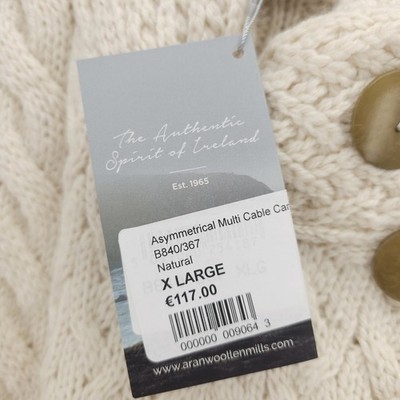 The Authentic
Spirit of Ireland
Est. 1965
Asymmetrical Multi Cable Car
B840/367
Natural
X LARGE
€117.00
000000 009064 3
www.aranwoollenmills.com